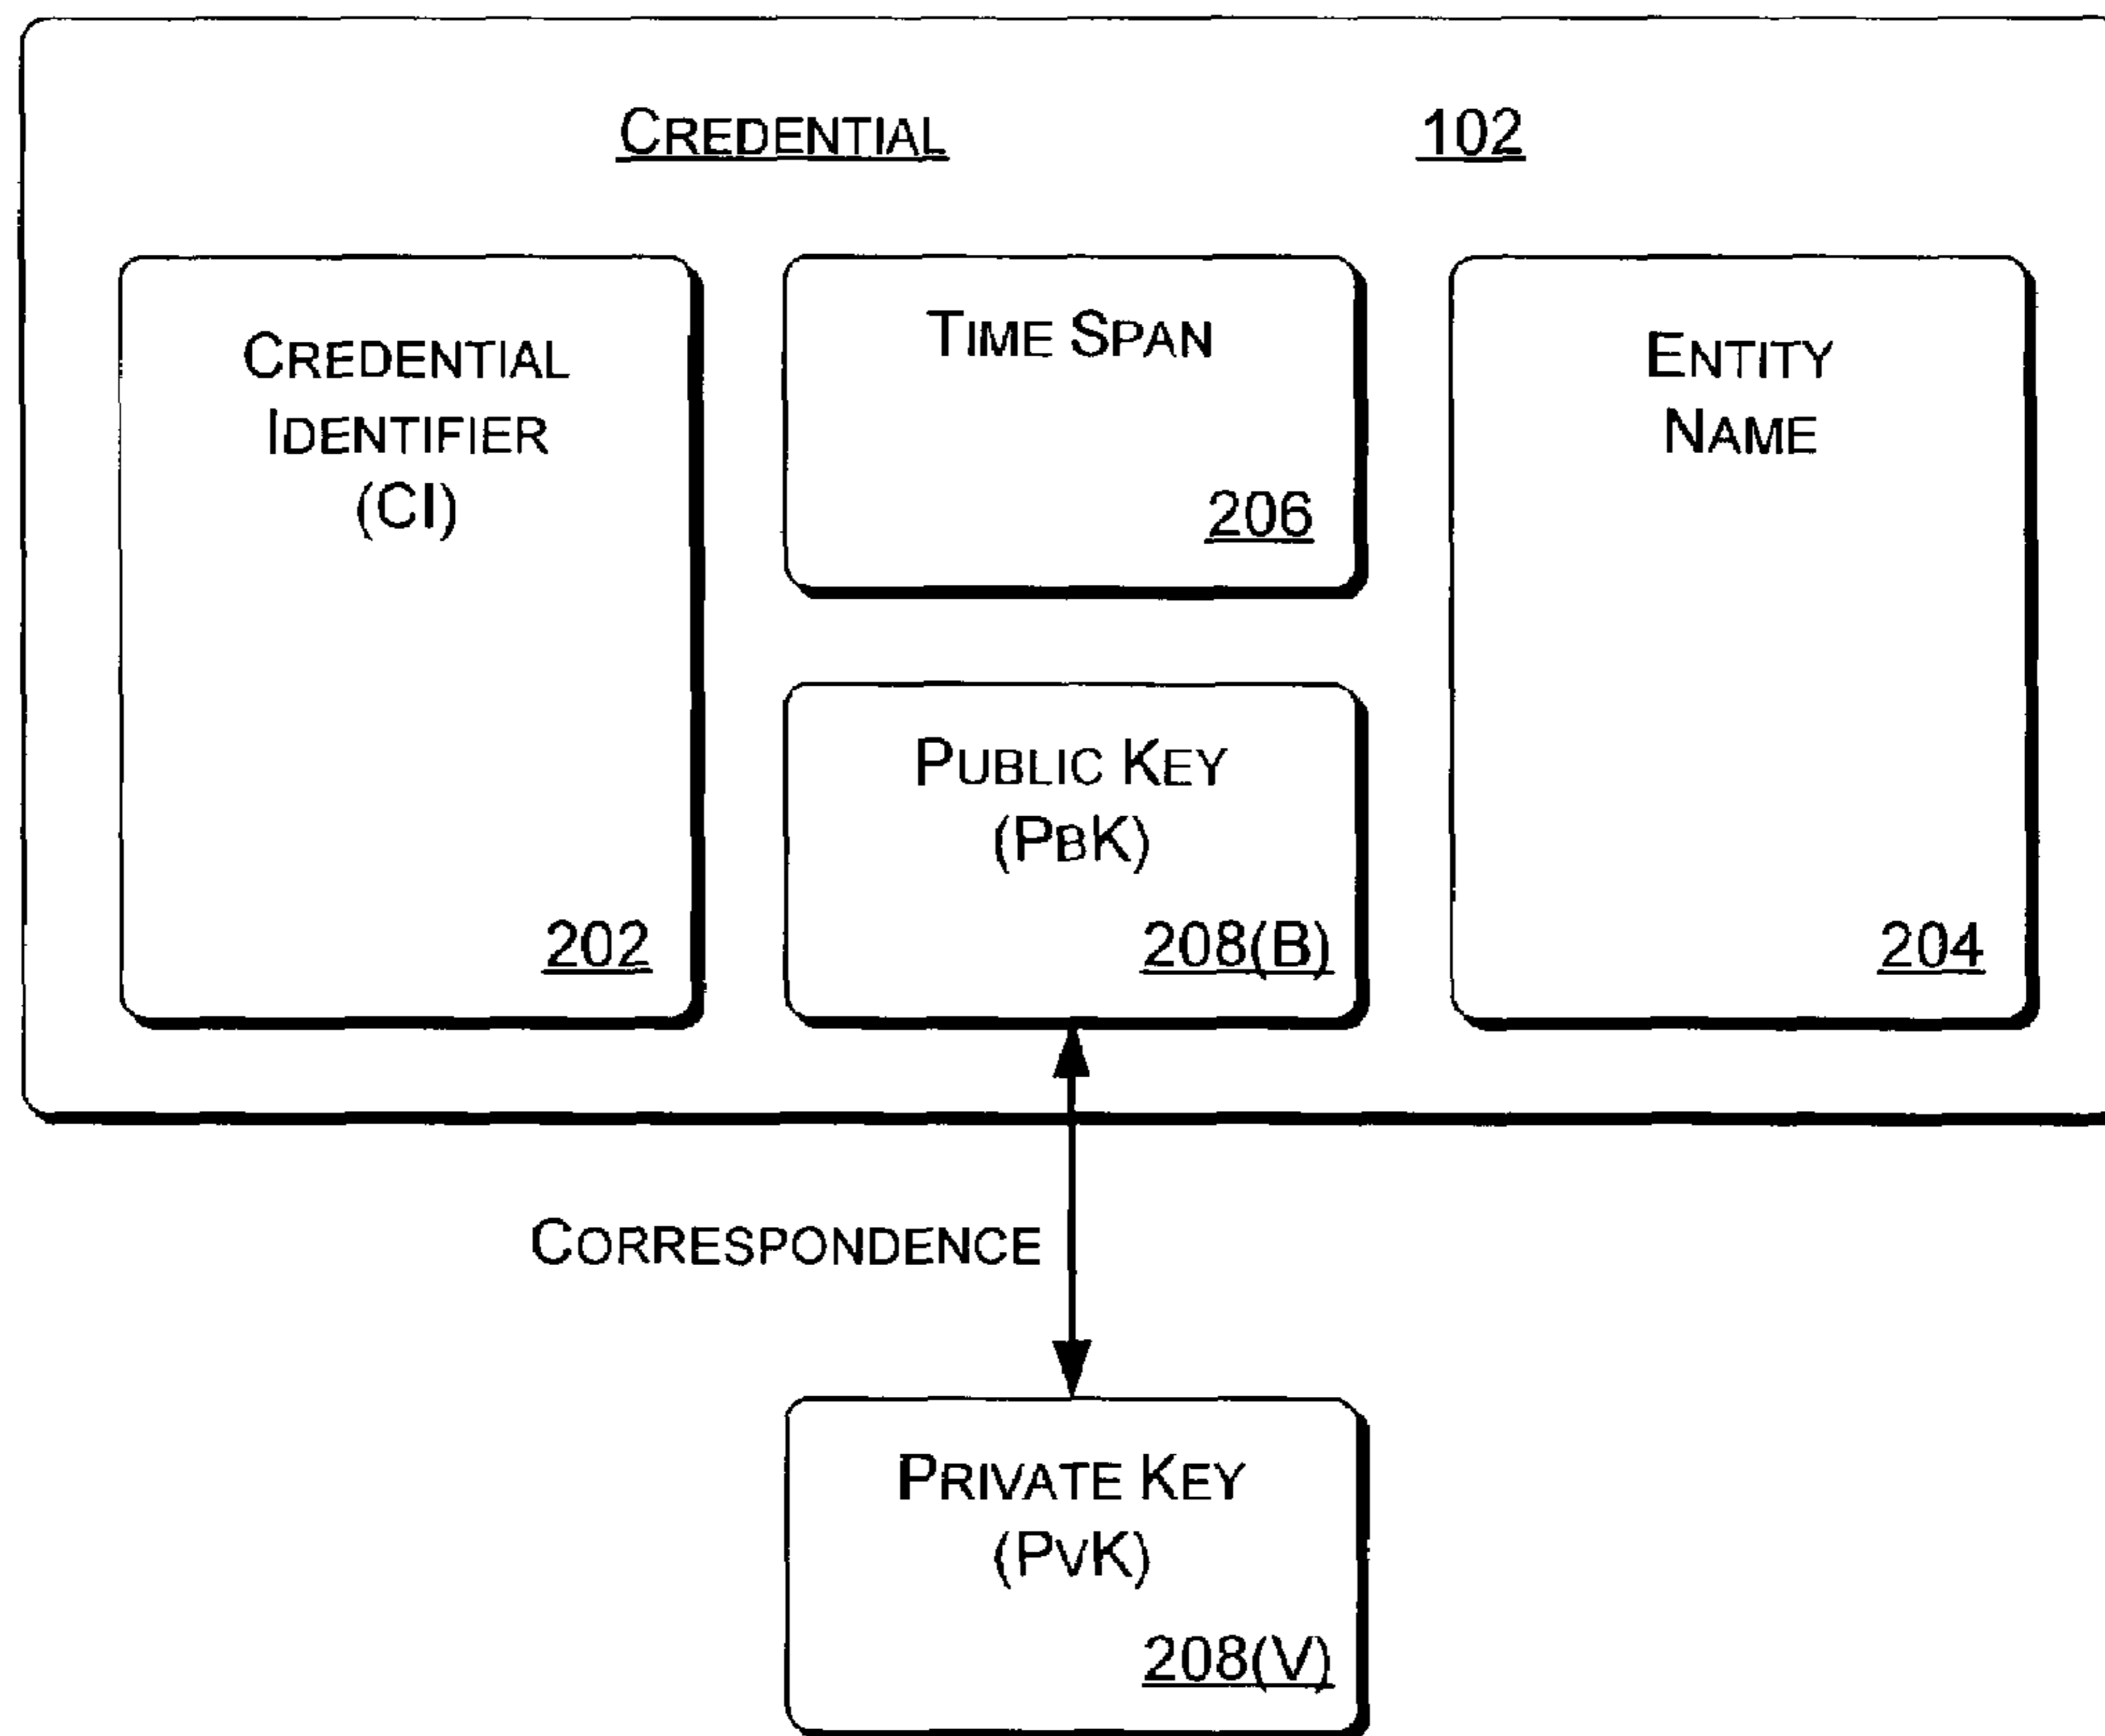 CREDENTIAL 102
CREDENTIAL
IDENTIFIER
(CI)
202
TIME SPAN
206
PUBLIC KEY
(PBK)
208(B)
ENTITY
NAME
204
CORRESPONDENCE
PRIVATE KEY
(PVK)
208(V)